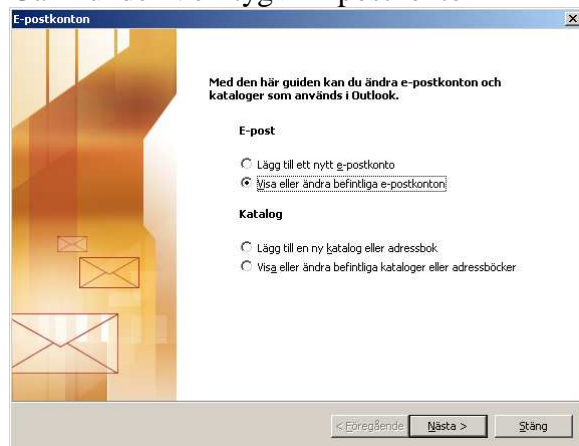 E-postkonton
Med den här guiden kan du ändra e-postkonton och
kataloger som används i Outlook.
E-post
Lägg till ett nytt e-postkonto
Visa eller ändra befintliga e-postkonton
Katalog
Lägg till en ny katalog eller adressbok
Visa eller ändra befintliga kataloger eller adressböcker
< Föregående
Nästa >
Stäng